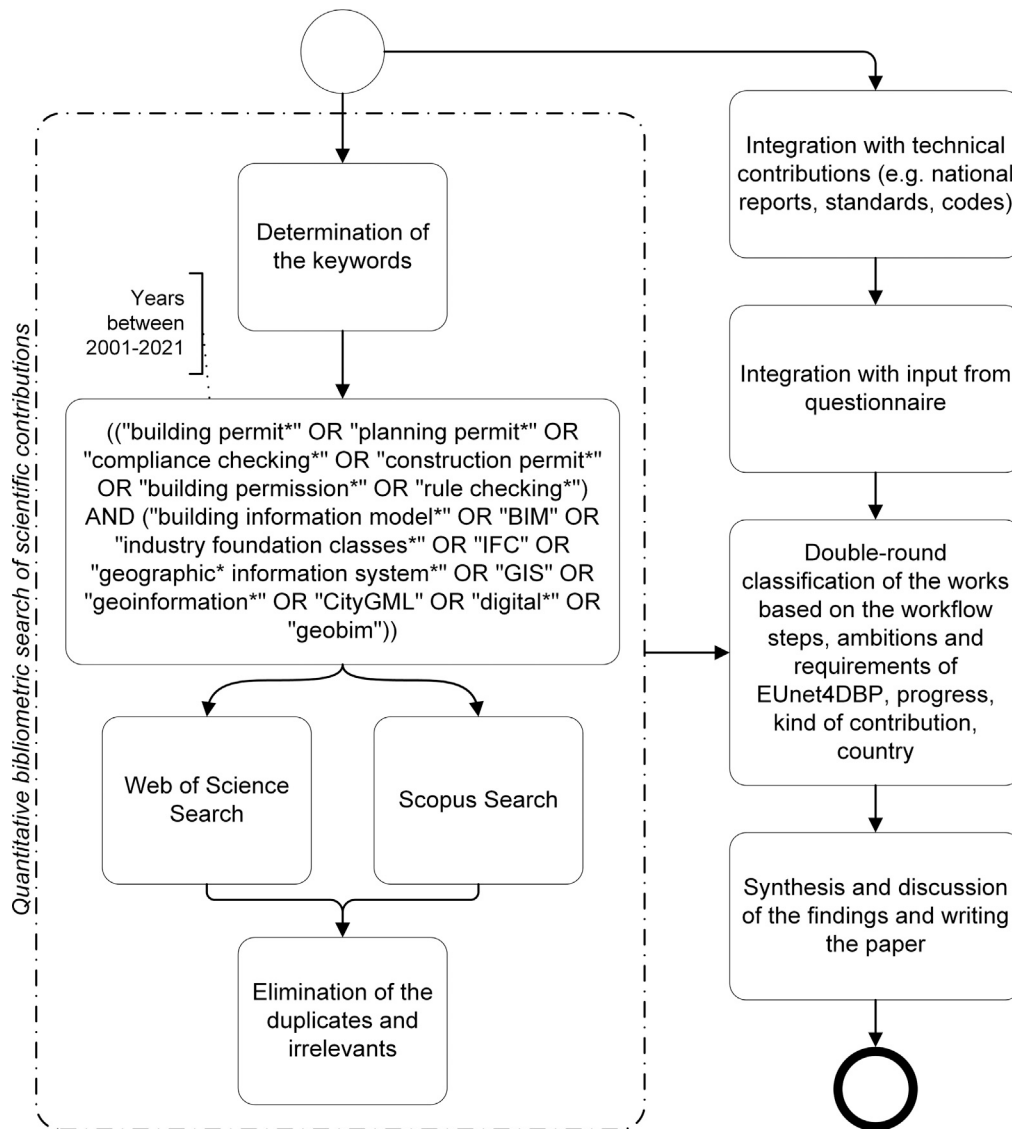 Quantitative bibliometric search of scientific contributions
Determination of
the keywords
Years
between
2001-2021
(("building permit*" OR "planning permit*" OR
"compliance checking*" OR "construction permit*"
OR "building permission*" OR "rule checking*")
AND ("building information model*" OR "BIM" OR
"industry foundation classes*" OR "IFC" OR
"geographic* information system*" OR "GIS" OR
"geoinformation*" OR "CityGML" OR "digital*" OR
"geobim"))
Web of Science
Search
Scopus Search
Elimination of the
duplicates and
irrelevants
Integration with technical
contributions (e.g. national
reports, standards, codes)
Integration with input from
questionnaire
Double-round
classification of the works
based on the workflow
steps, ambitions and
requirements of
EUnet4DBP, progress,
kind of contribution,
country
Synthesis and discussion
of the findings and writing
the paper